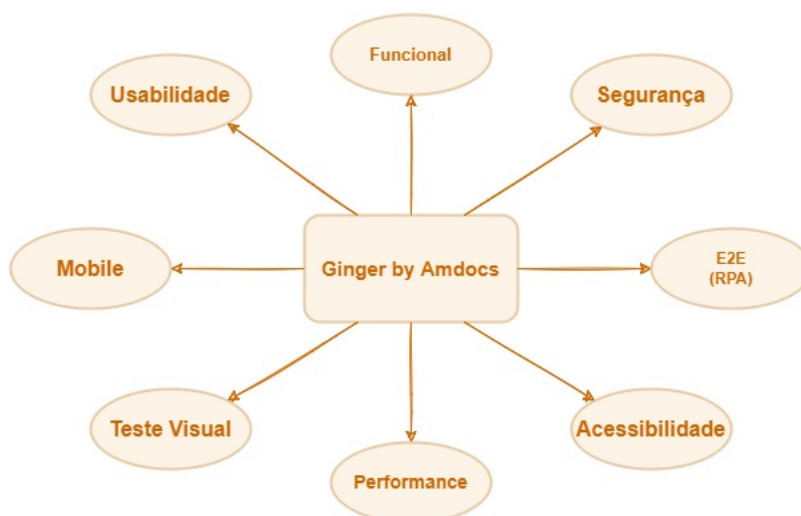 Funcional
Usabilidade
Segurança
Mobile
Ginger by Amdocs
E2E
(RPA)
Teste Visual
Acessibilidade
Performance